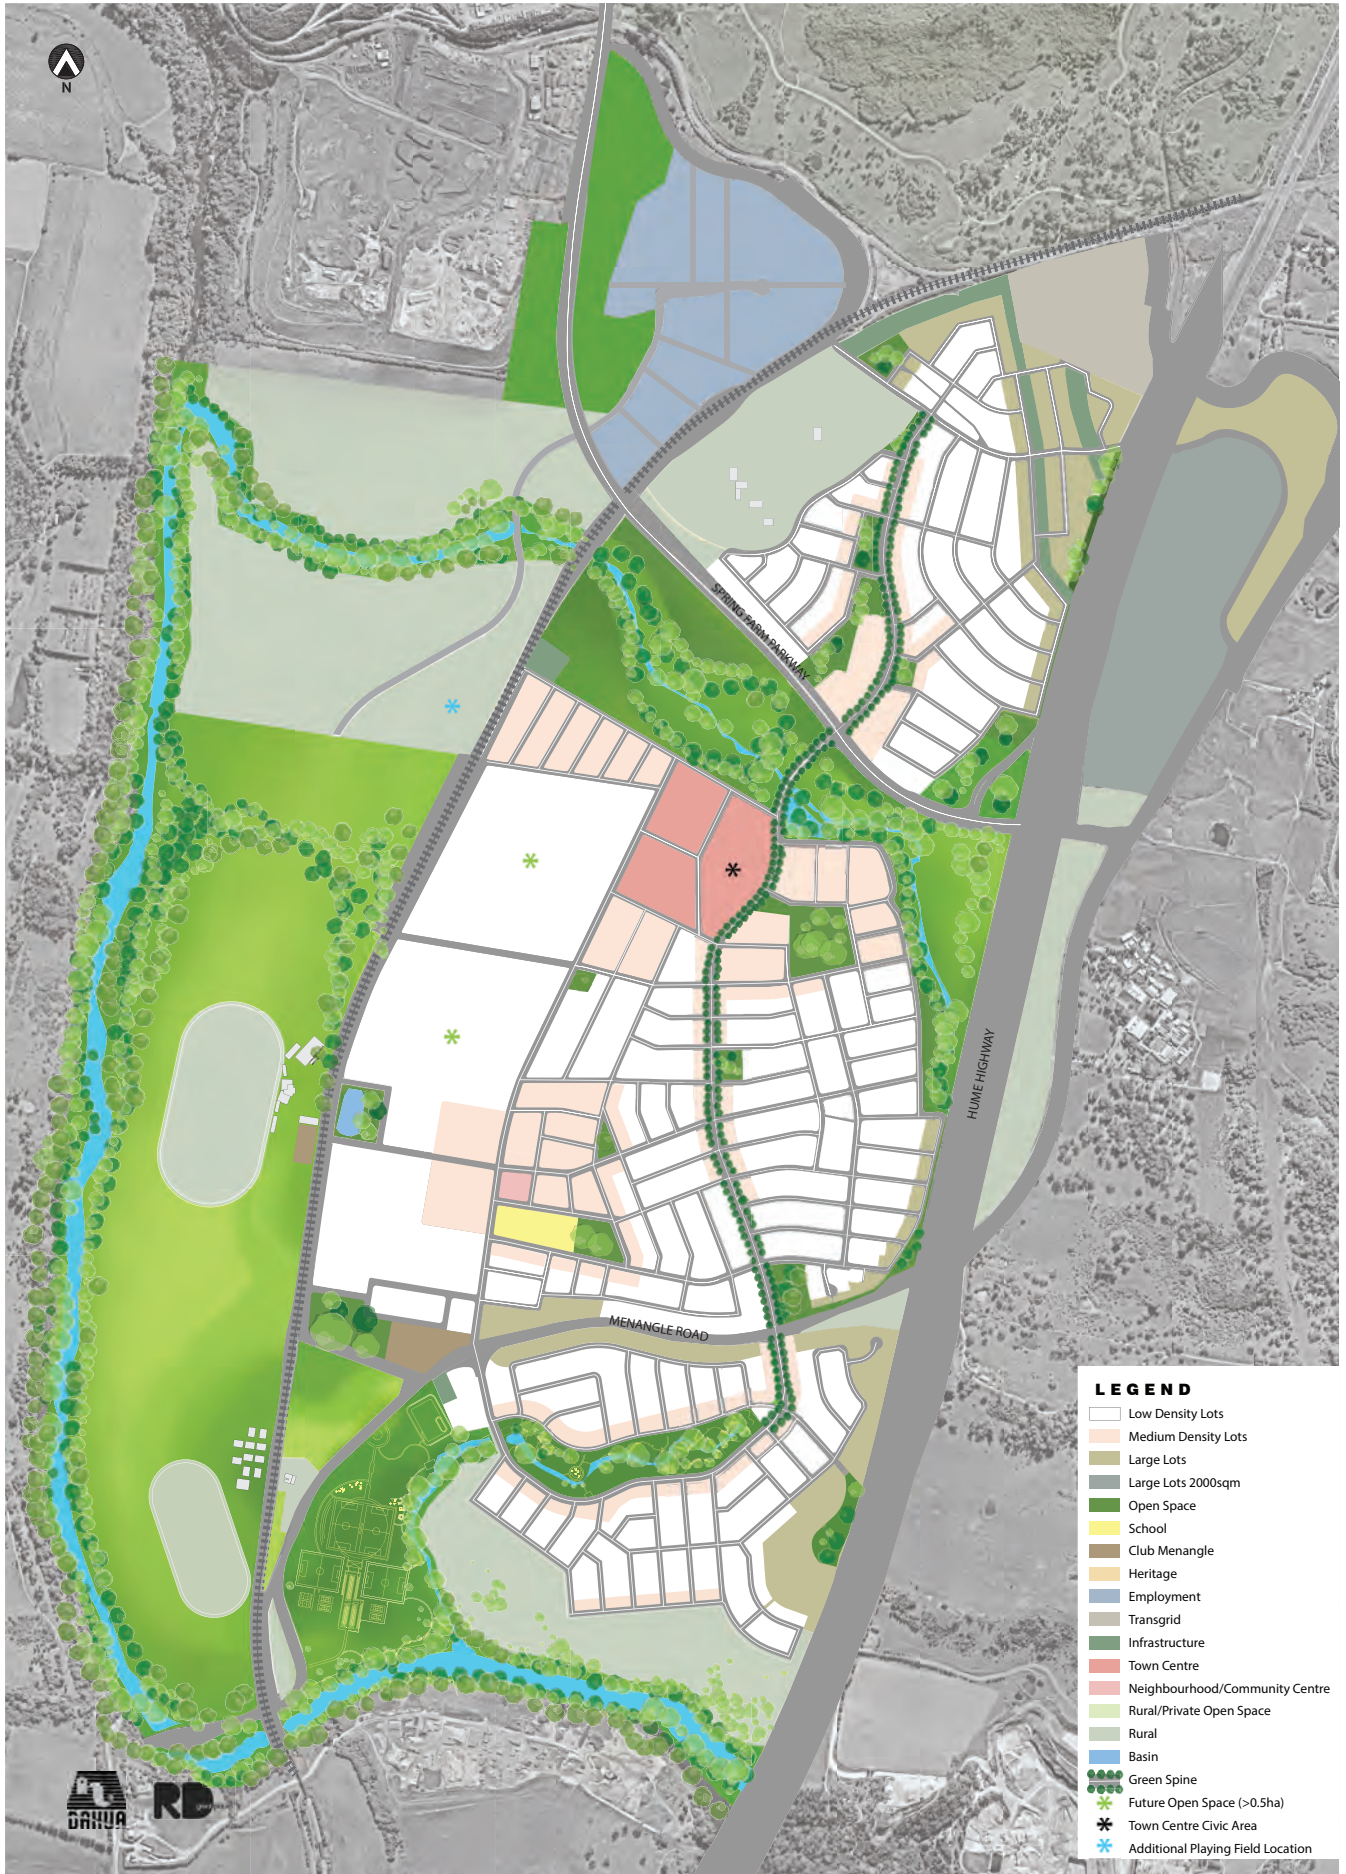 N
SPRING FARM PARKWAY
HUME HIGHWAY
MENANGLE ROAD
LEGEND
Low Density Lots
Medium Density Lots
Large Lots
Large Lots 2000sqm
Open Space
School
Club Menangle
Heritage
Employment
Transgrid
Infrastructure
Town Centre
Neighbourhood/Community Centre
Rural/Private Open Space
Rural
Basin
Green Spine
Future Open Space (>0.5ha)
Town Centre Civic Area
Additional Playing Field Location
DAHUA
RD